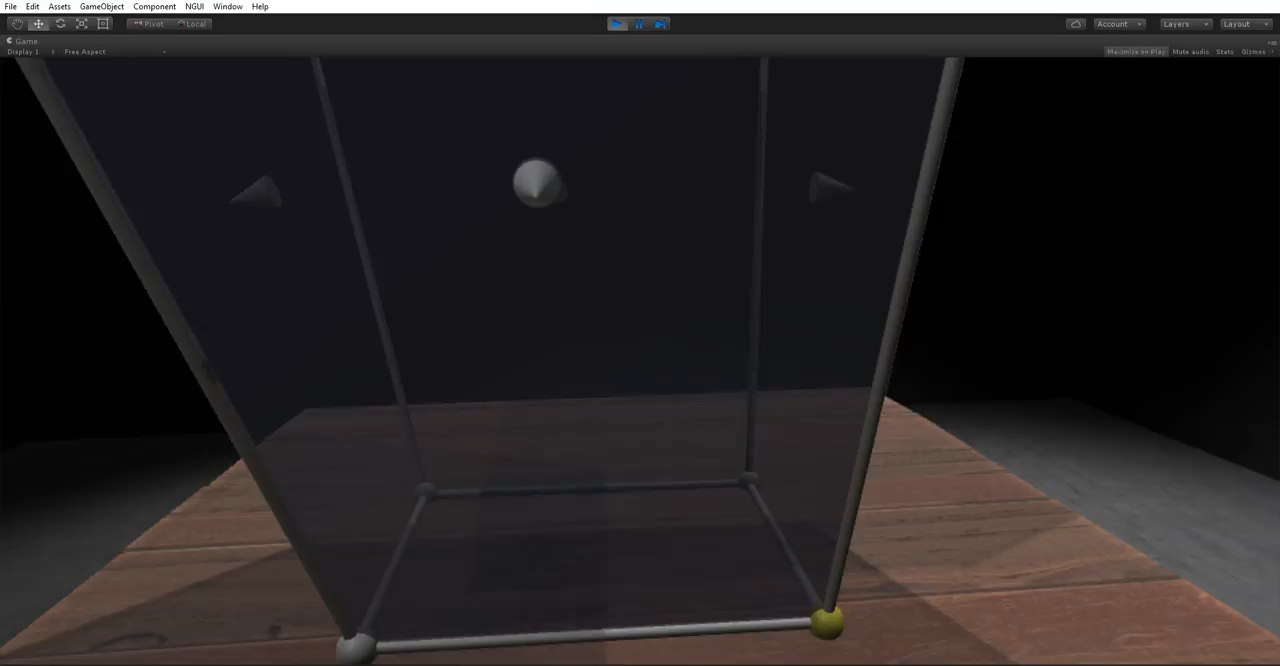 File Edit Assets GameObject Component NGUI Window Help
Pivot Local Account Layers Layout
Game
Display 1 Free Aspect Maximize on Play Mute audio Stats Gizmos